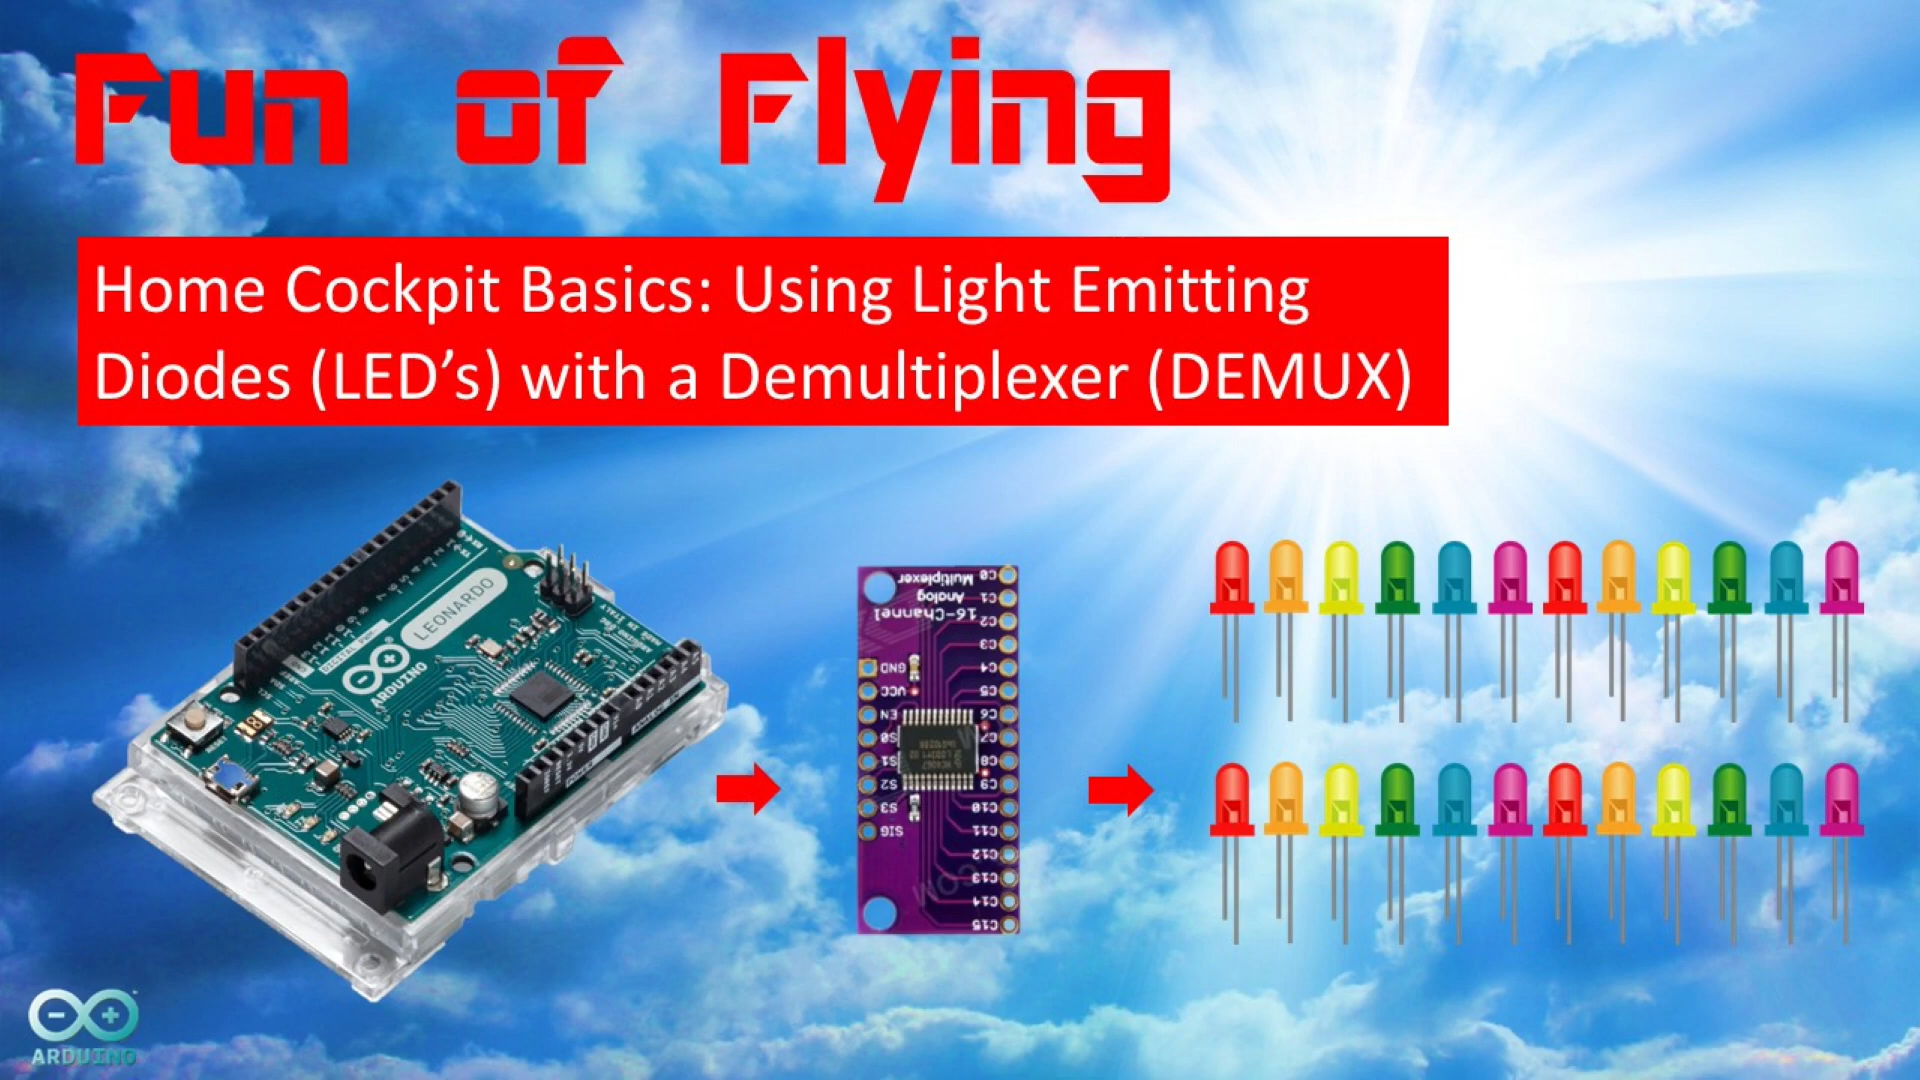 Fun of Flying
Home Cockpit Basics: Using Light Emitting
Diodes (LED’s) with a Demultiplexer (DEMUX)
LEONARDO
ARDUINO
DIGITAL
POWER
16-Channel
Analog
Multiplexer
GND
VCC
EN
S0
S1
S2
S3
SIG
C0
C1
C2
C3
C4
C5
C6
C7
C8
C9
C10
C11
C12
C13
C14
C15
ARDUINO